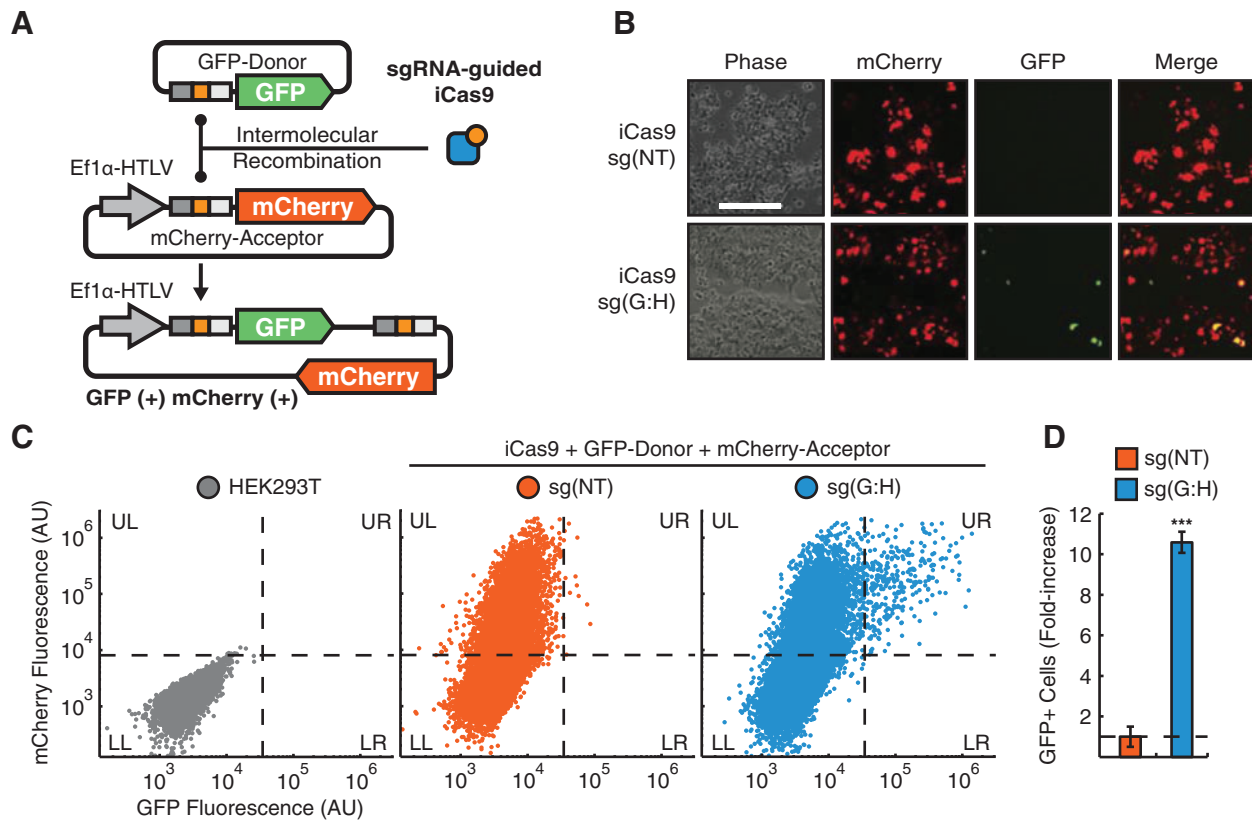 A
GFP-Donor
GFP
sgRNA-guided
iCas9
Intermolecular
Recombination
Ef1α-HTLV
mCherry
mCherry-Acceptor
Ef1α-HTLV
GFP
mCherry
GFP (+) mCherry (+)
B
Phase
mCherry
GFP
Merge
iCas9
sg(NT)
iCas9
sg(G:H)
C
iCas9 + GFP-Donor + mCherry-Acceptor
HEK293T
sg(NT)
sg(G:H)
mCherry Fluorescence (AU)
10^6
10^5
10^4
10^3
UL
UR
LL
LR
UL
UR
LL
LR
UL
UR
LL
LR
10^3 10^4 10^5 10^6
10^3 10^4 10^5 10^6
10^3 10^4 10^5 10^6
GFP Fluorescence (AU)
D
sg(NT)
sg(G:H)
GFP+ Cells (Fold-increase)
12
10
8
6
4
2
***